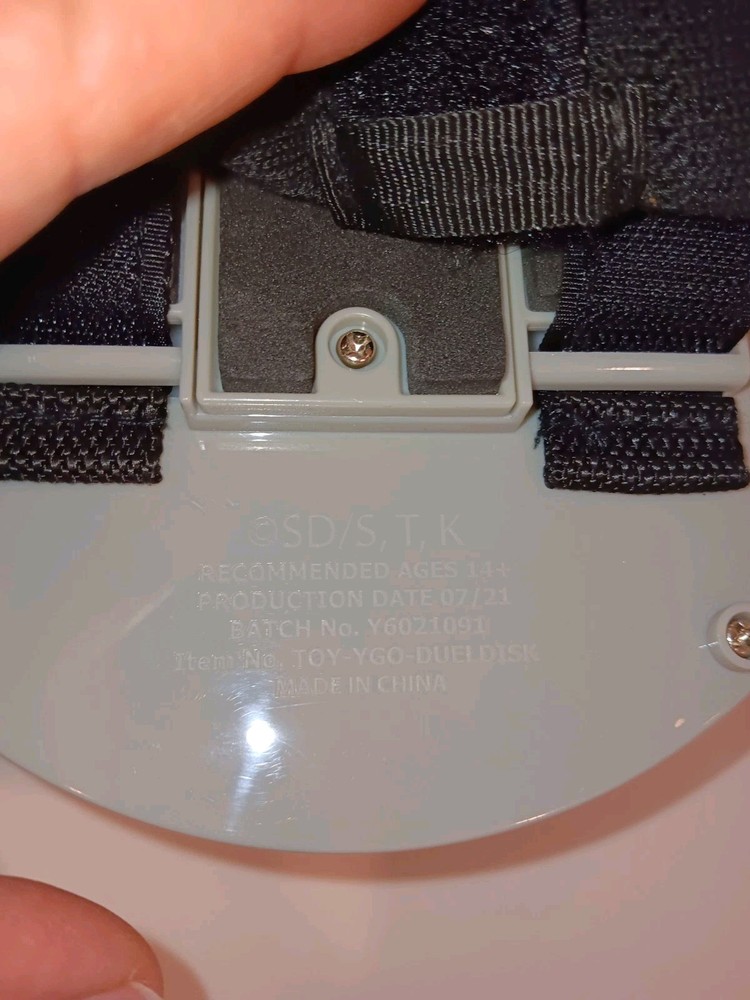 ©SD/S, T, K
RECOMMENDED AGES 14+
PRODUCTION DATE 07/21
BATCH No. Y6021091
Item No. TOY-YGO-DUELDISK
MADE IN CHINA